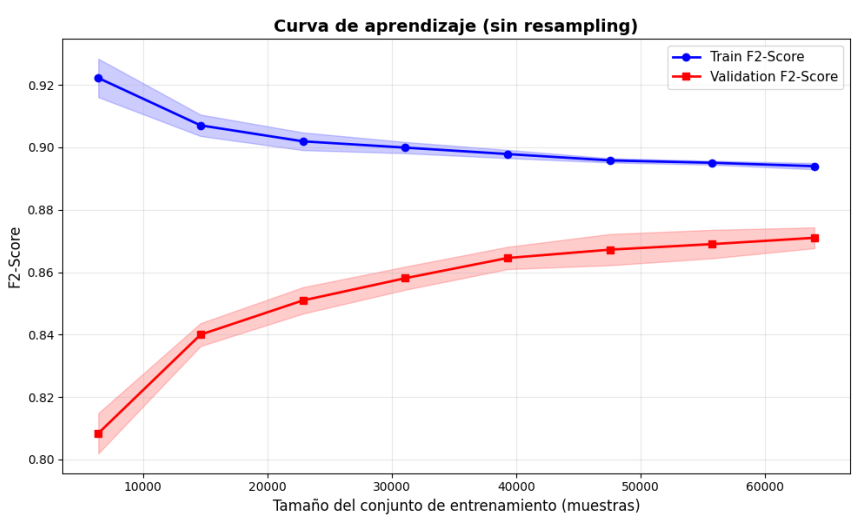 Curva de aprendizaje (sin resampling)
Train F2-Score
Validation F2-Score
F2-Score
0.92
0.90
0.88
0.86
0.84
0.82
0.80
10000 20000 30000 40000 50000 60000
Tamaño del conjunto de entrenamiento (muestras)